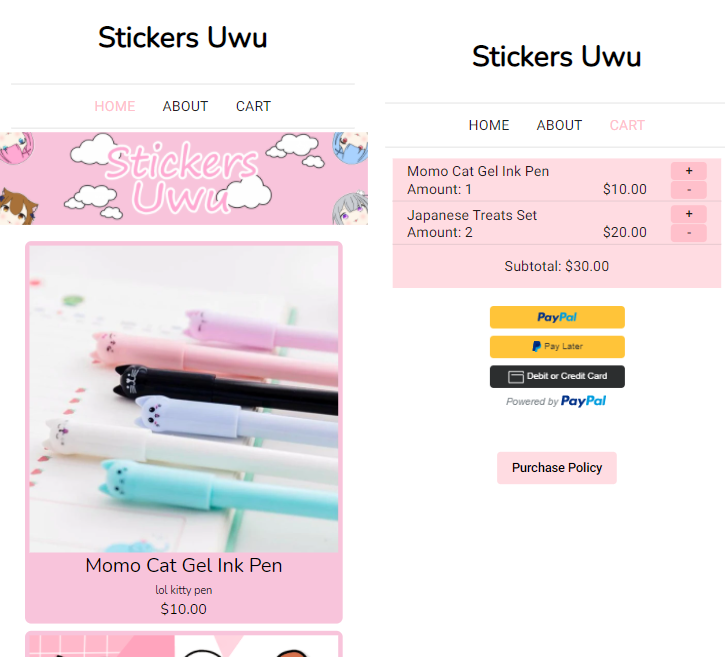 Stickers Uwu
HOME ABOUT CART
Stickers
Uwu
Momo Cat Gel Ink Pen
lol kitty pen
$10.00
Stickers Uwu
HOME ABOUT CART
Momo Cat Gel Ink Pen +
Amount: 1 $10.00 -
Japanese Treats Set +
Amount: 2 $20.00 -
Subtotal: $30.00
PayPal
Pay Later
Debit or Credit Card
Powered by PayPal
Purchase Policy